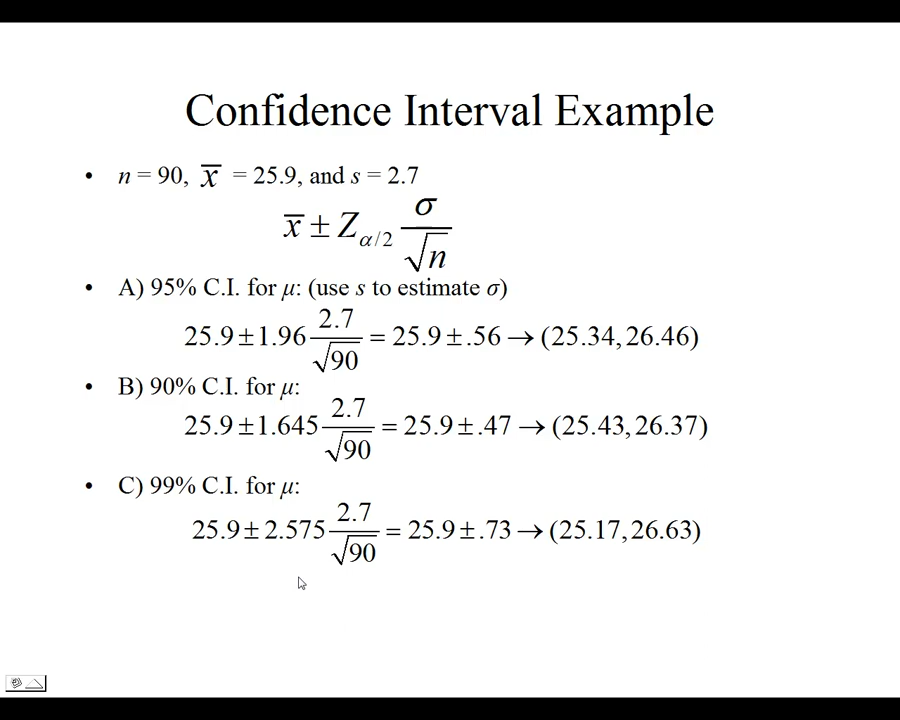 Confidence Interval Example
• n = 90, x̄ = 25.9, and s = 2.7
x̄ ± Z_{α/2} σ/√n
• A) 95% C.I. for μ: (use s to estimate σ)
25.9 ± 1.96 2.7/√90 = 25.9 ± .56 → (25.34, 26.46)
• B) 90% C.I. for μ:
25.9 ± 1.645 2.7/√90 = 25.9 ± .47 → (25.43, 26.37)
• C) 99% C.I. for μ:
25.9 ± 2.575 2.7/√90 = 25.9 ± .73 → (25.17, 26.63)